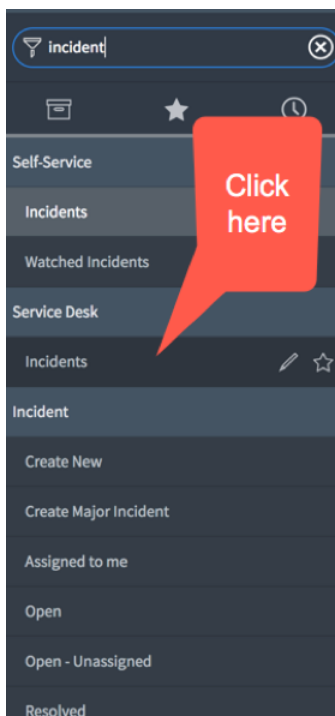 incident
Self-Service
Click
here
Incidents
Watched Incidents
Service Desk
Incidents
Incident
Create New
Create Major Incident
Assigned to me
Open
Open - Unassigned
Resolved